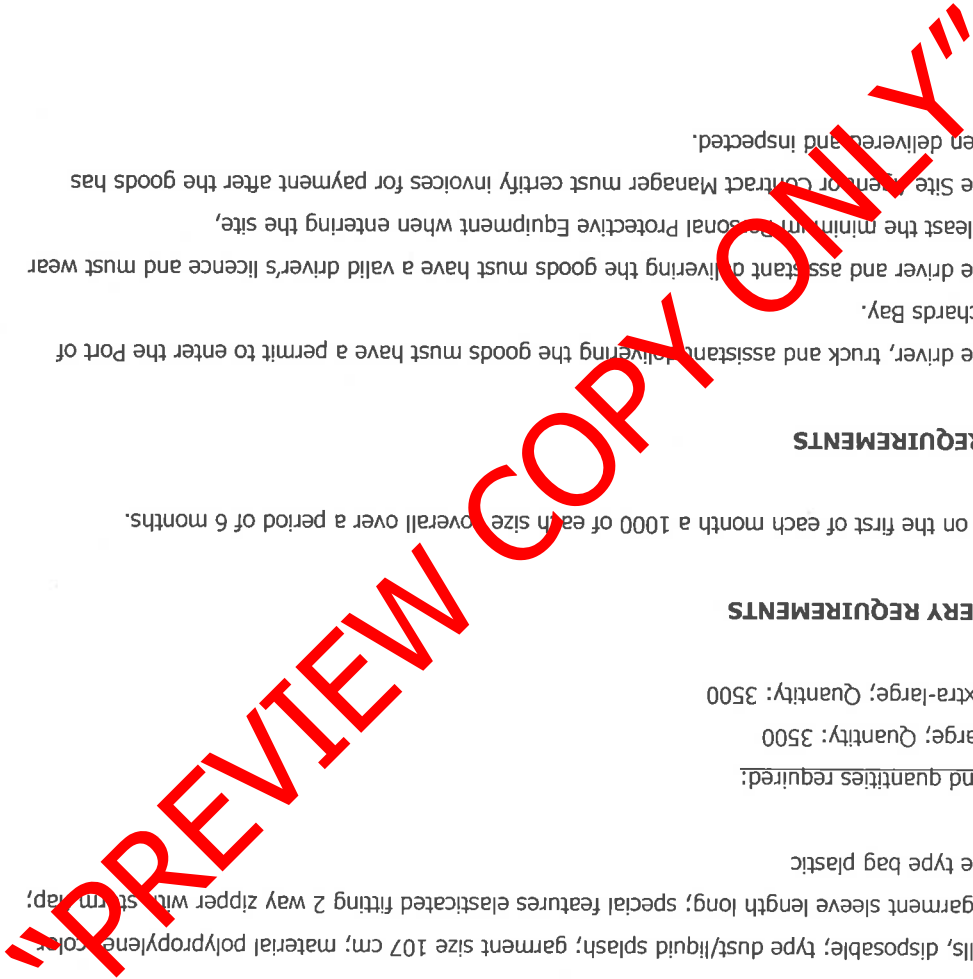 lls, disposable; type dust/liquid splash; garment size 107 cm; material polypropylene; color
garment sleeve length long; special features elasticated fitting 2 way zipper with storm flap;
e type bag plastic
nd quantities required:
arge; Quantity: 3500
xtra-large; Quantity: 3500
ERY REQUIREMENTS
on the first of each month a 1000 of each size coverall over a period of 6 months.
EQUIREMENTS
e driver, truck and assistant delivering the goods must have a permit to enter the Port of
chards Bay.
e driver and assistant delivering the goods must have a valid driver's licence and must wear
least the minimum Personal Protective Equipment when entering the site,
e Site Agent or Contract Manager must certify invoices for payment after the goods has
en delivered and inspected.
“PREVIEW COPY ONLY”